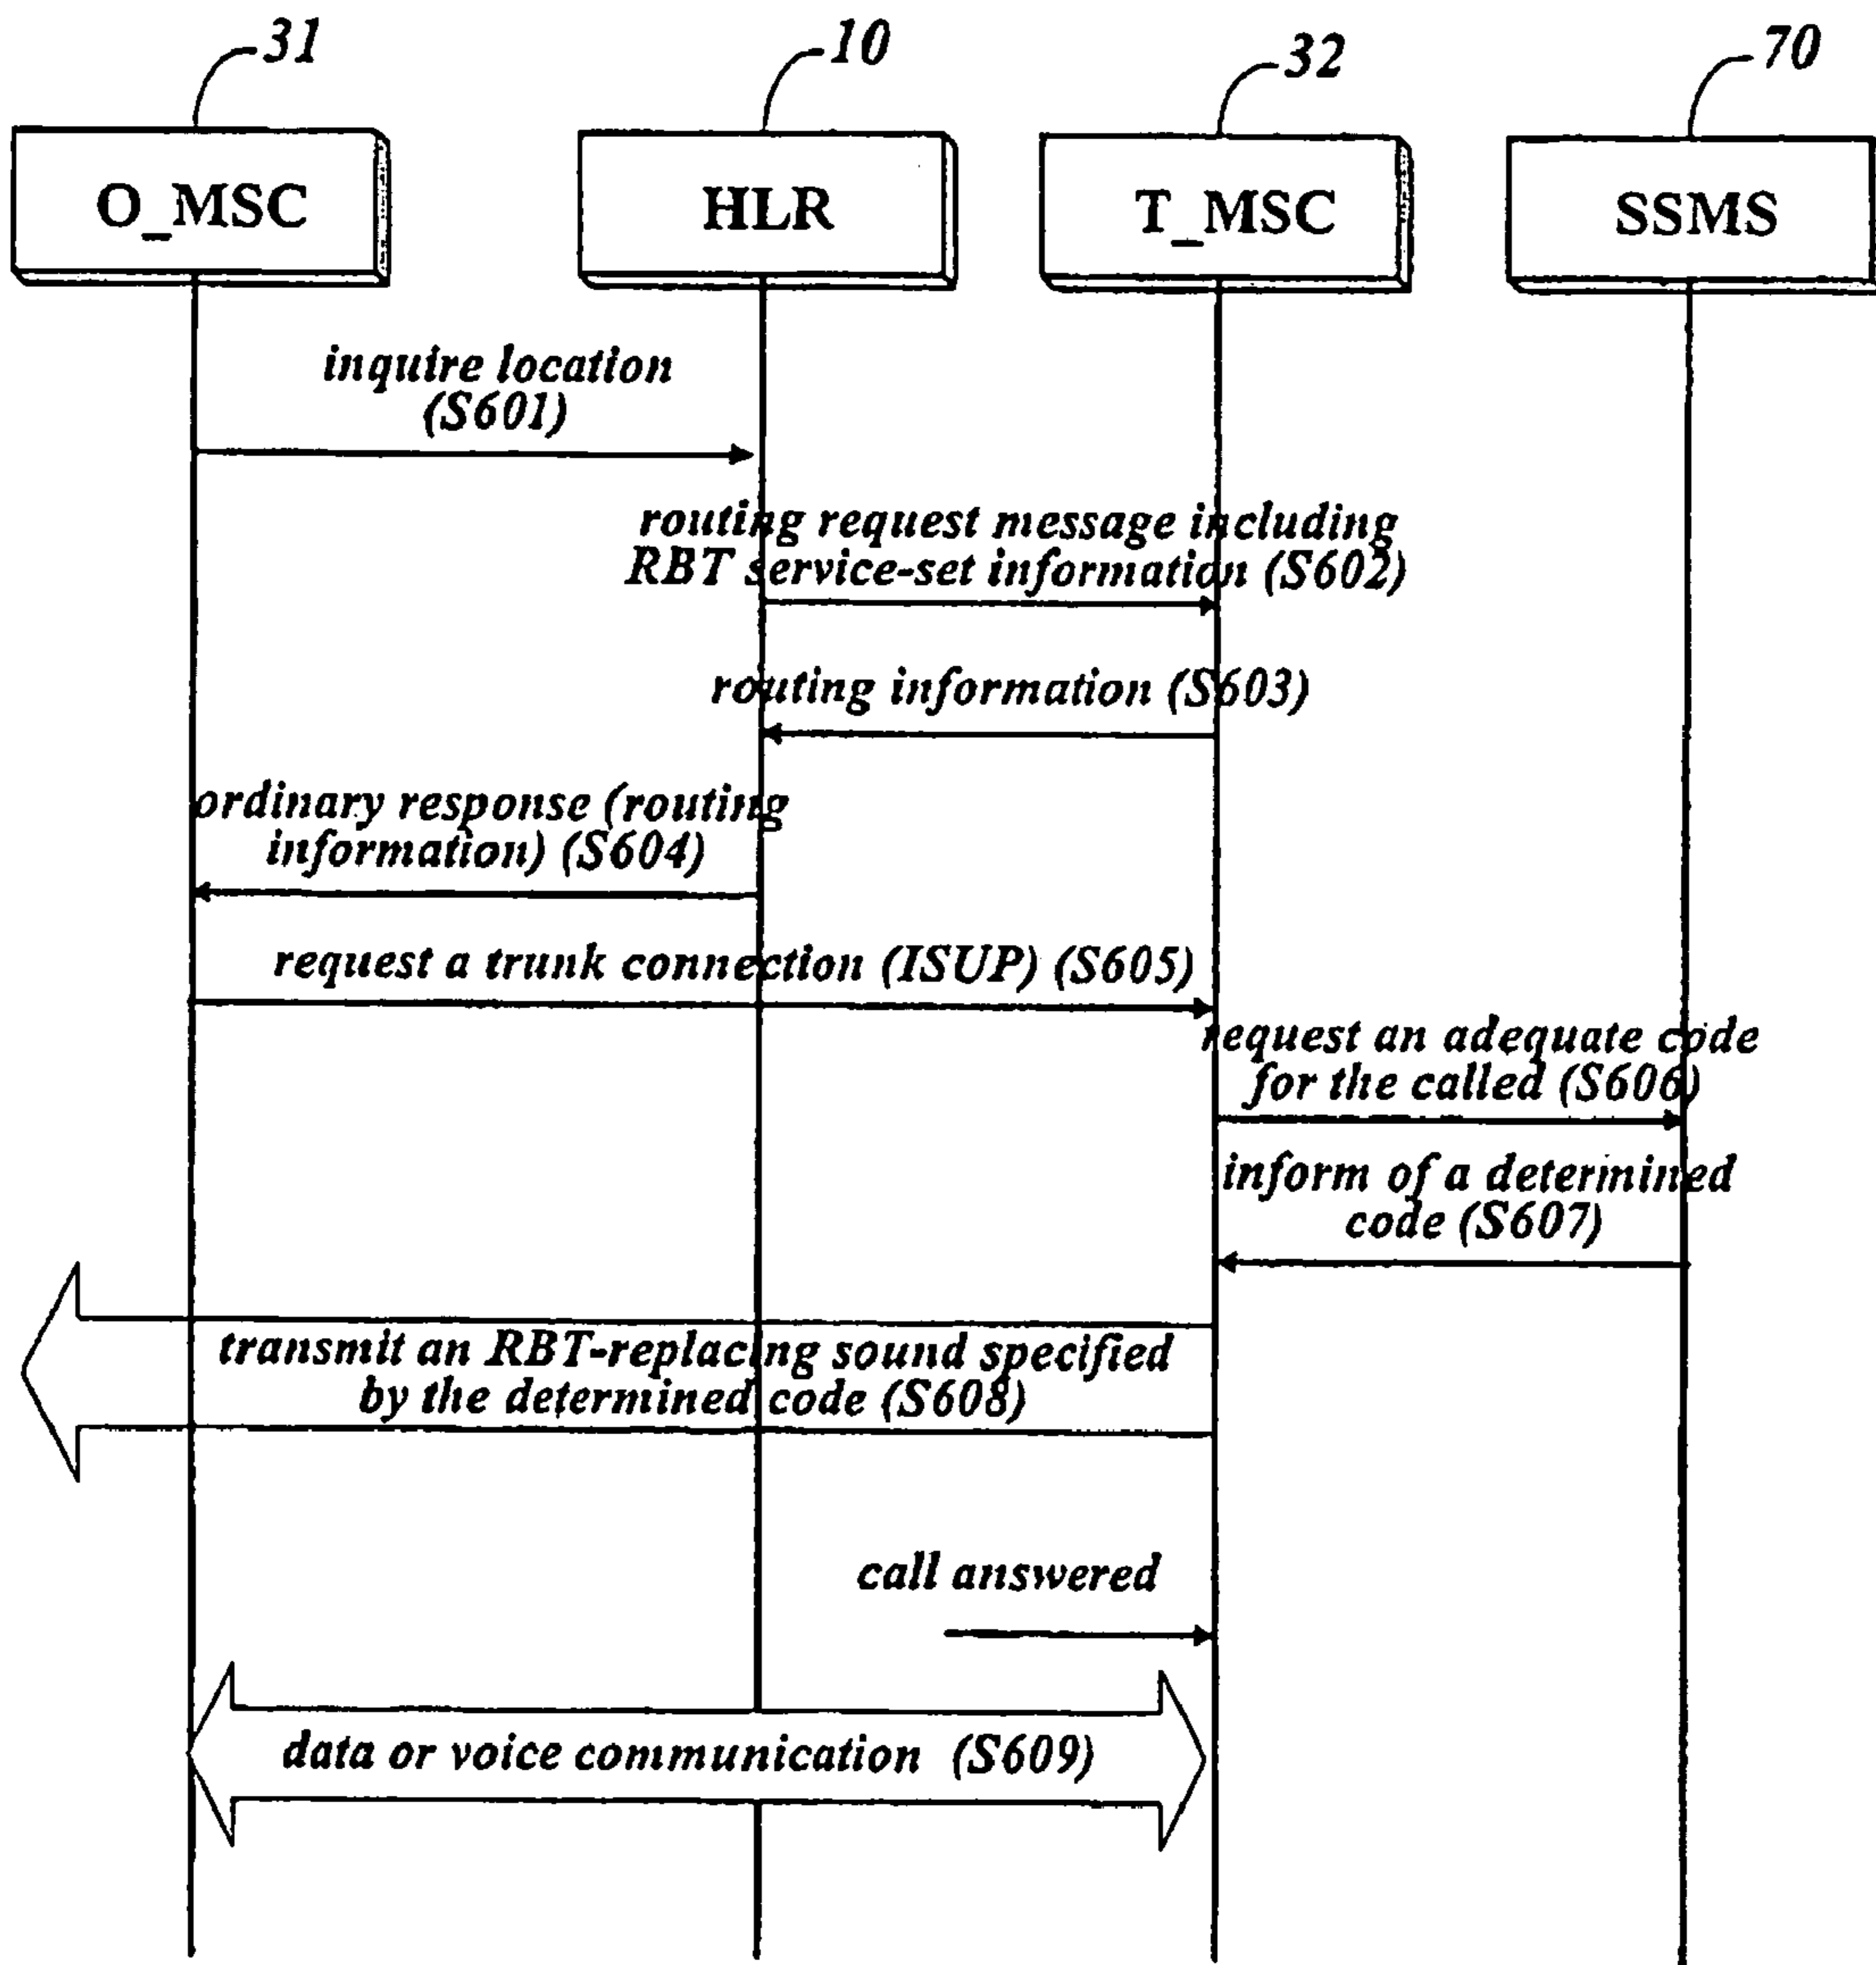 31
10
32
70
O_MSC
HLR
T_MSC
SSMS
inquire location
(S601)
routing request message including
RBT service-set information (S602)
routing information (S603)
ordinary response (routing
information) (S604)
request a trunk connection (ISUP) (S605)
request an adequate code
for the called (S606)
inform of a determined
code (S607)
transmit an RBT-replacing sound specified
by the determined code (S608)
call answered
data or voice communication (S609)